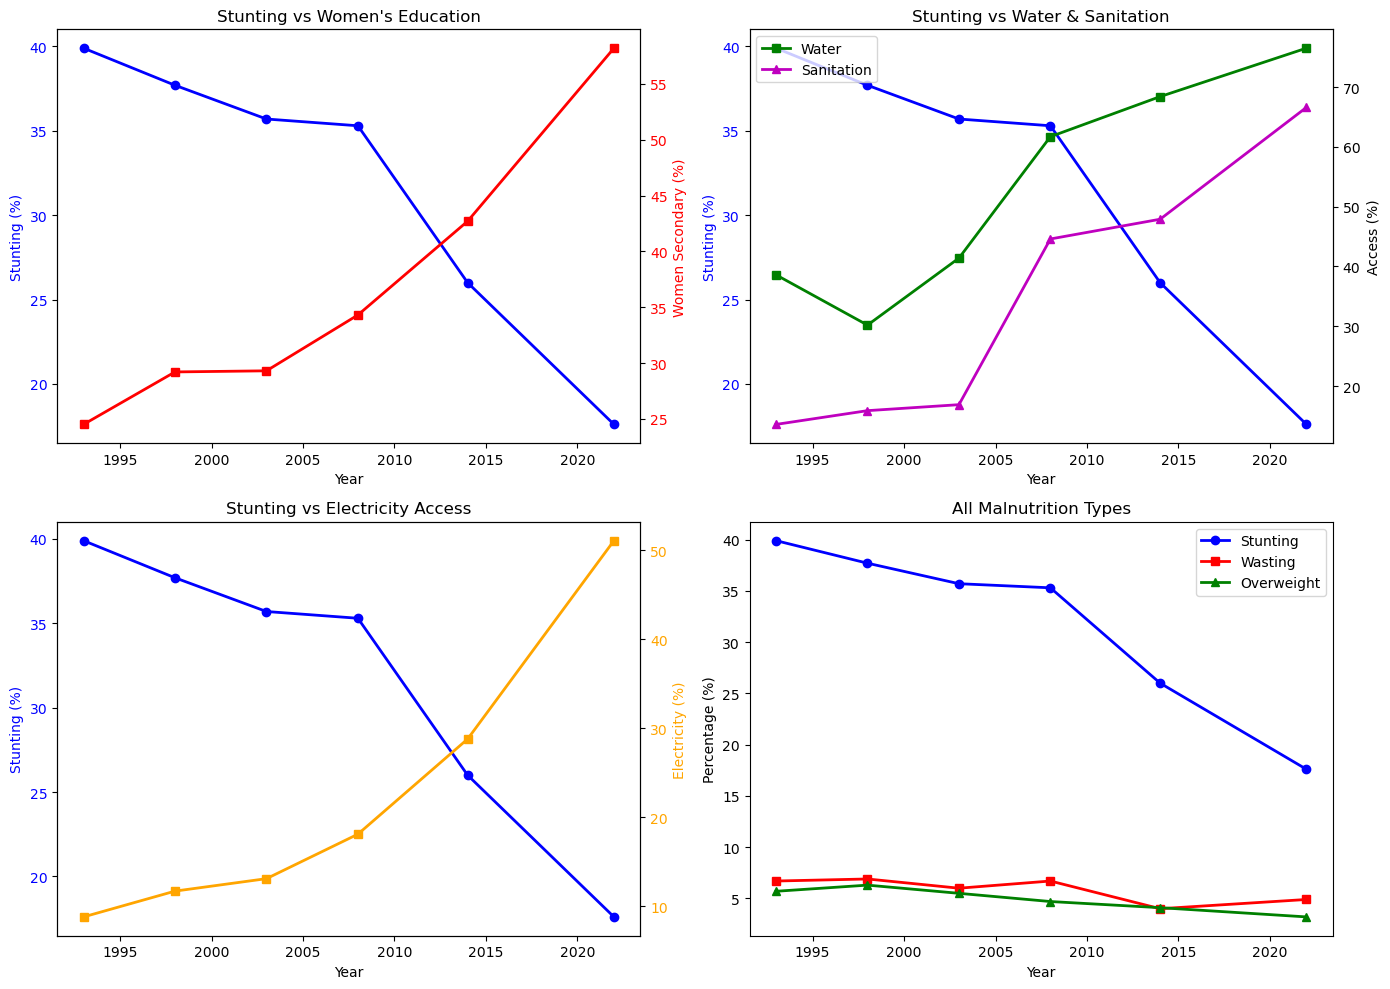 Stunting vs Women's Education
40
35
30
25
20
Stunting (%)
55
50
45
40
35
30
25
Women Secondary (%)
1995 2000 2005 2010 2015 2020
Year
Stunting vs Water & Sanitation
Water
Sanitation
40
35
30
25
20
Stunting (%)
70
60
50
40
30
20
Access (%)
1995 2000 2005 2010 2015 2020
Year
Stunting vs Electricity Access
40
35
30
25
20
Stunting (%)
50
40
30
20
10
Electricity (%)
1995 2000 2005 2010 2015 2020
Year
All Malnutrition Types
Stunting
Wasting
Overweight
40
35
30
25
20
15
10
5
Percentage (%)
1995 2000 2005 2010 2015 2020
Year